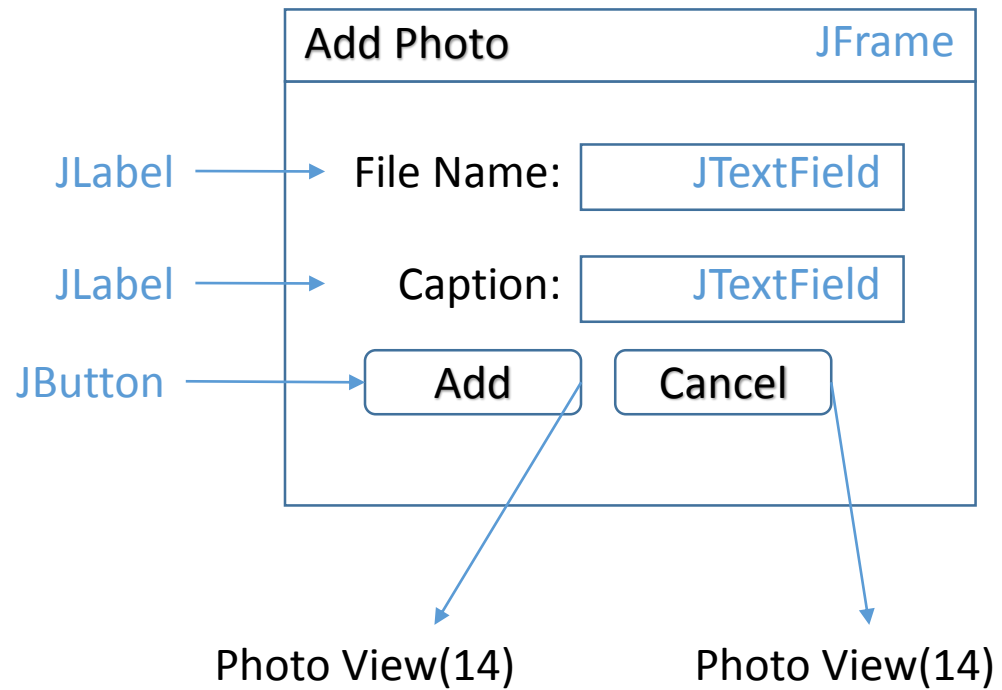 Add Photo JFrame
JLabel File Name: JTextField
JLabel Caption: JTextField
JButton Add Cancel
Photo View(14) Photo View(14)